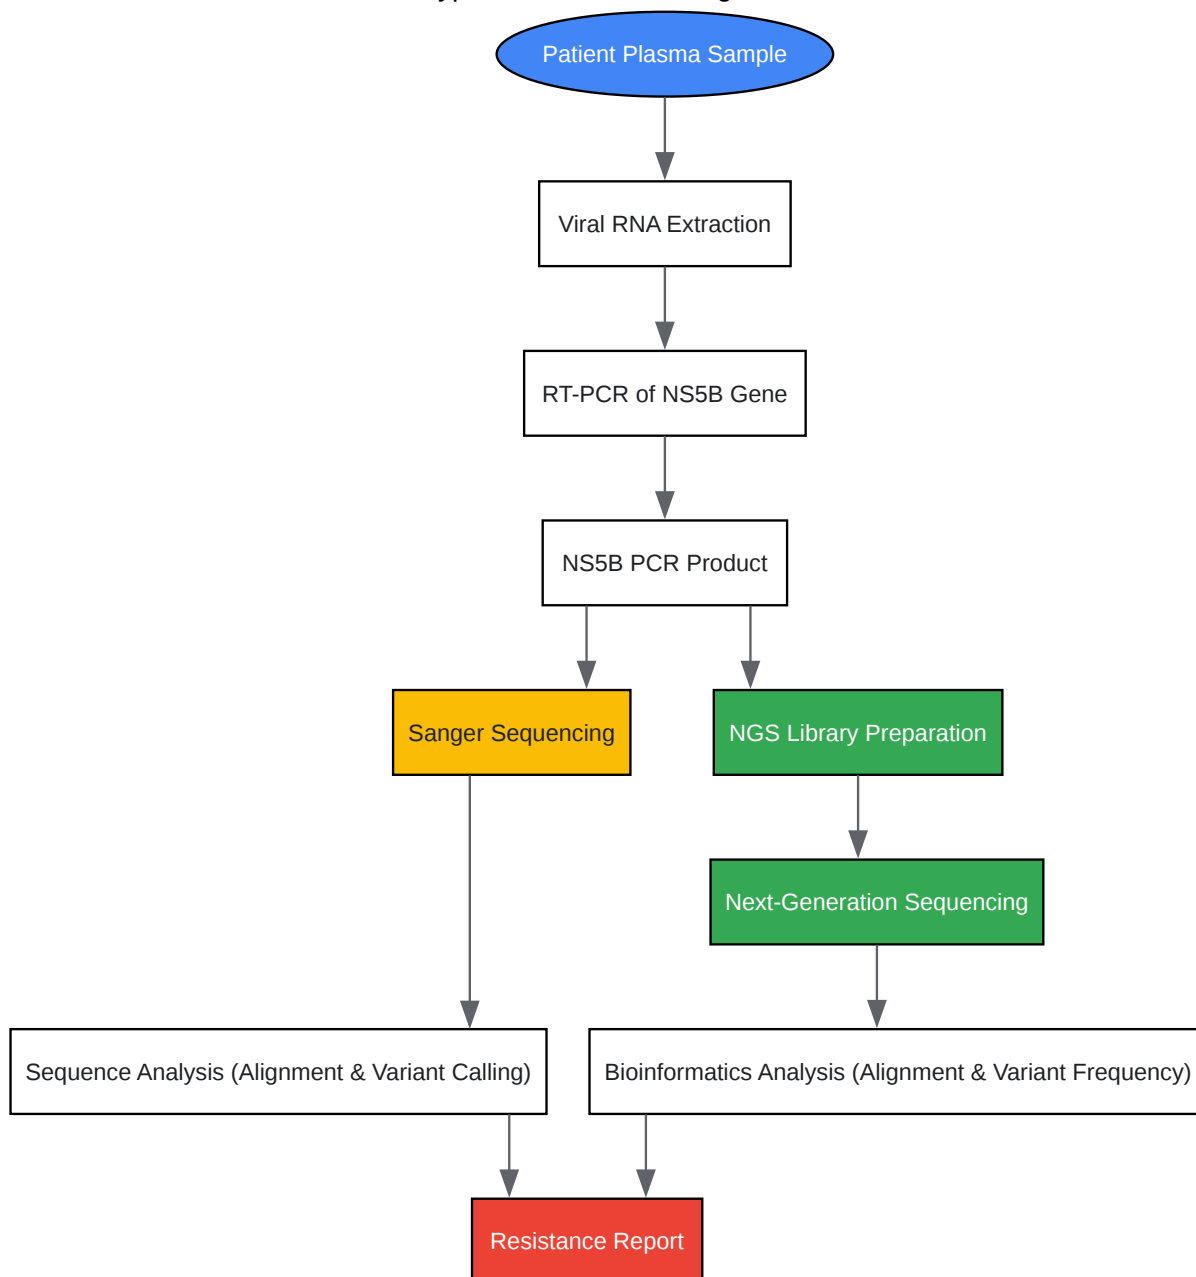 Patient Plasma Sample
Viral RNA Extraction
RT-PCR of NS5B Gene
NS5B PCR Product
Sanger Sequencing
NGS Library Preparation
Next-Generation Sequencing
Sequence Analysis (Alignment & Variant Calling)
Bioinformatics Analysis (Alignment & Variant Frequency)
Resistance Report